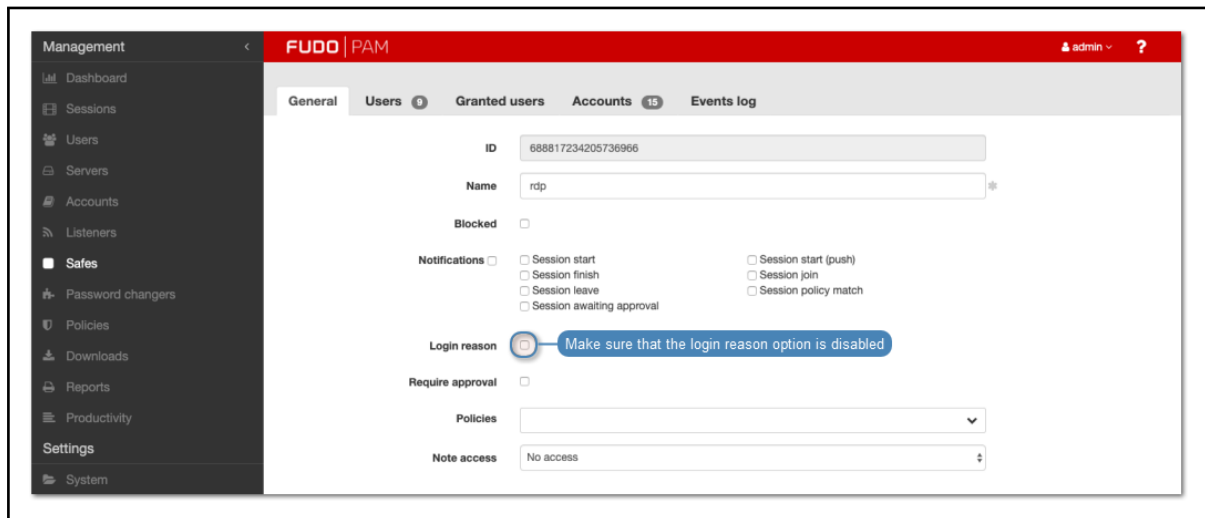 Management
Dashboard
Sessions
Users
Servers
Accounts
Listeners
Safes
Password changers
Policies
Downloads
Reports
Productivity
Settings
System
FUDO PAM
admin
?
General Users 9 Granted users Accounts 15 Events log
ID 688817234205736966
Name rdp
Blocked
Notifications Session start Session start (push)
Session finish Session join
Session leave Session policy match
Session awaiting approval
Login reason Make sure that the login reason option is disabled
Require approval
Policies
Note access No access